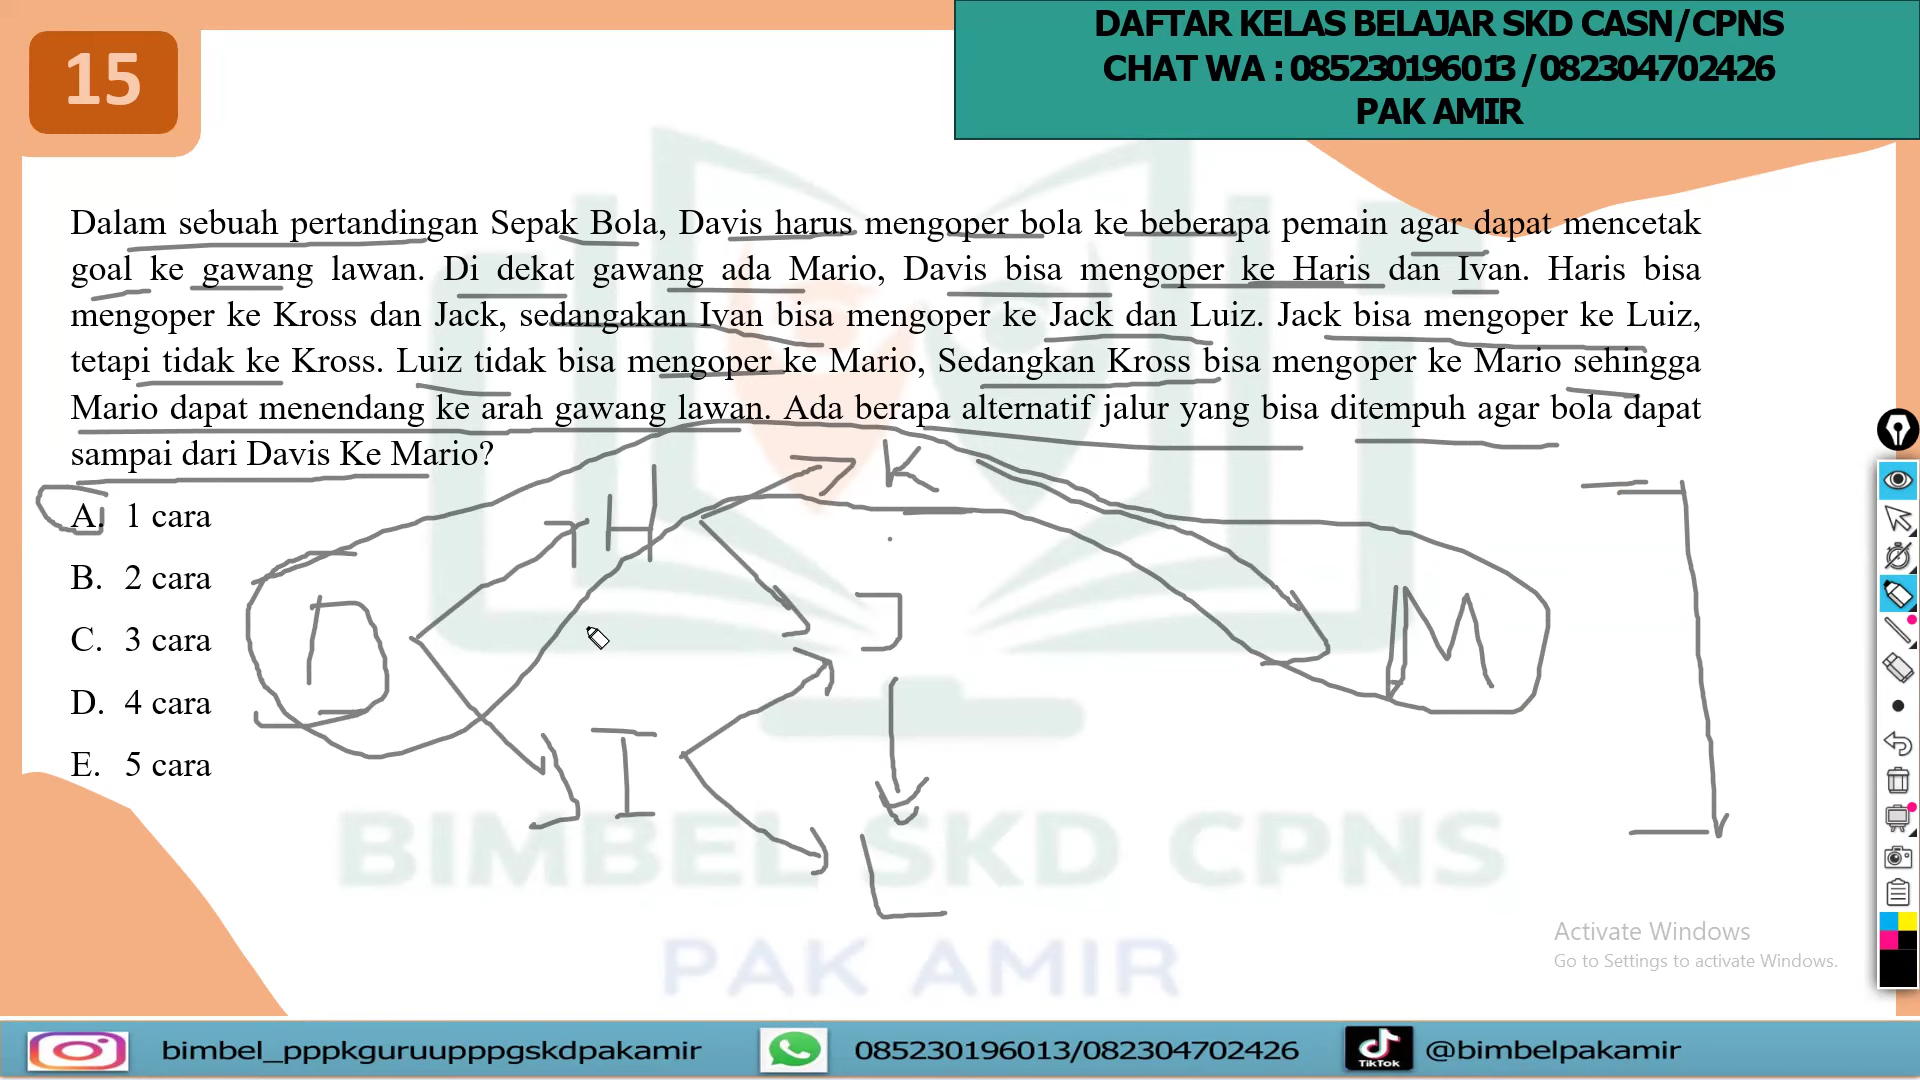 15
DAFTAR KELAS BELAJAR SKD CASN/CPNS
CHAT WA : 085230196013 / 082304702426
PAK AMIR
Dalam sebuah pertandingan Sepak Bola, Davis harus mengoper bola ke beberapa pemain agar dapat mencetak
goal ke gawang lawan. Di dekat gawang ada Mario, Davis bisa mengoper ke Haris dan Ivan. Haris bisa
mengoper ke Kross dan Jack, sedangakan Ivan bisa mengoper ke Jack dan Luiz. Jack bisa mengoper ke Luiz,
tetapi tidak ke Kross. Luiz tidak bisa mengoper ke Mario, Sedangkan Kross bisa mengoper ke Mario sehingga
Mario dapat menendang ke arah gawang lawan. Ada berapa alternatif jalur yang bisa ditempuh agar bola dapat
sampai dari Davis Ke Mario?
A. 1 cara
B. 2 cara
C. 3 cara
D. 4 cara
E. 5 cara
H
K
D
J
M
I
L
BIMBEL SKD CPNS
PAK AMIR
Activate Windows
Go to Settings to activate Windows.
bimbel_pppkguruupppgskdpakamir
085230196013/082304702426
TikTok
@bimbelpakamir